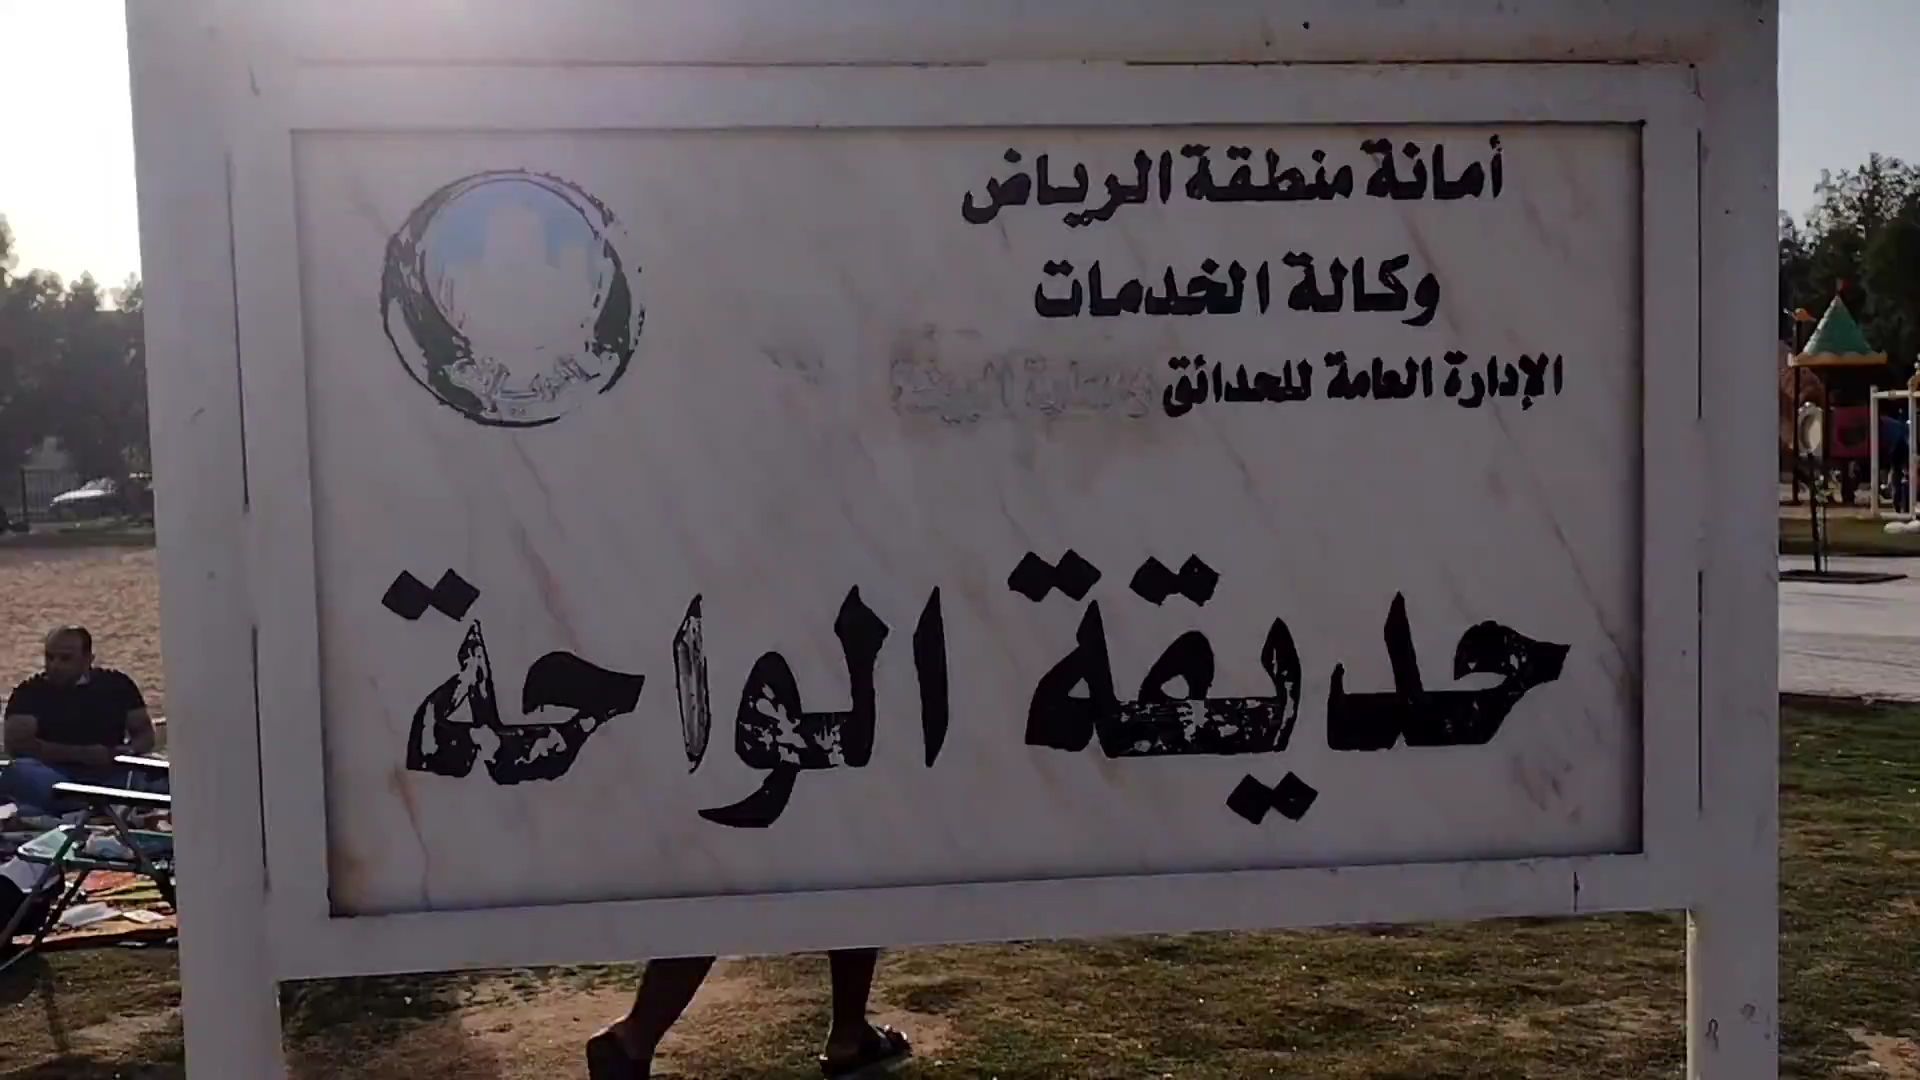 أمانة منطقة الرياض
وكالة الخدمات
الإدارة العامة للحدائق
حديقة الواحة